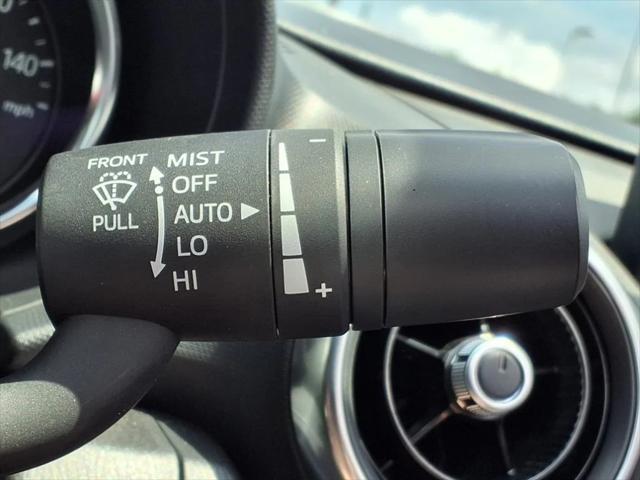 140
mph
FRONT
PULL
MIST
OFF
AUTO
LO
HI
−
+